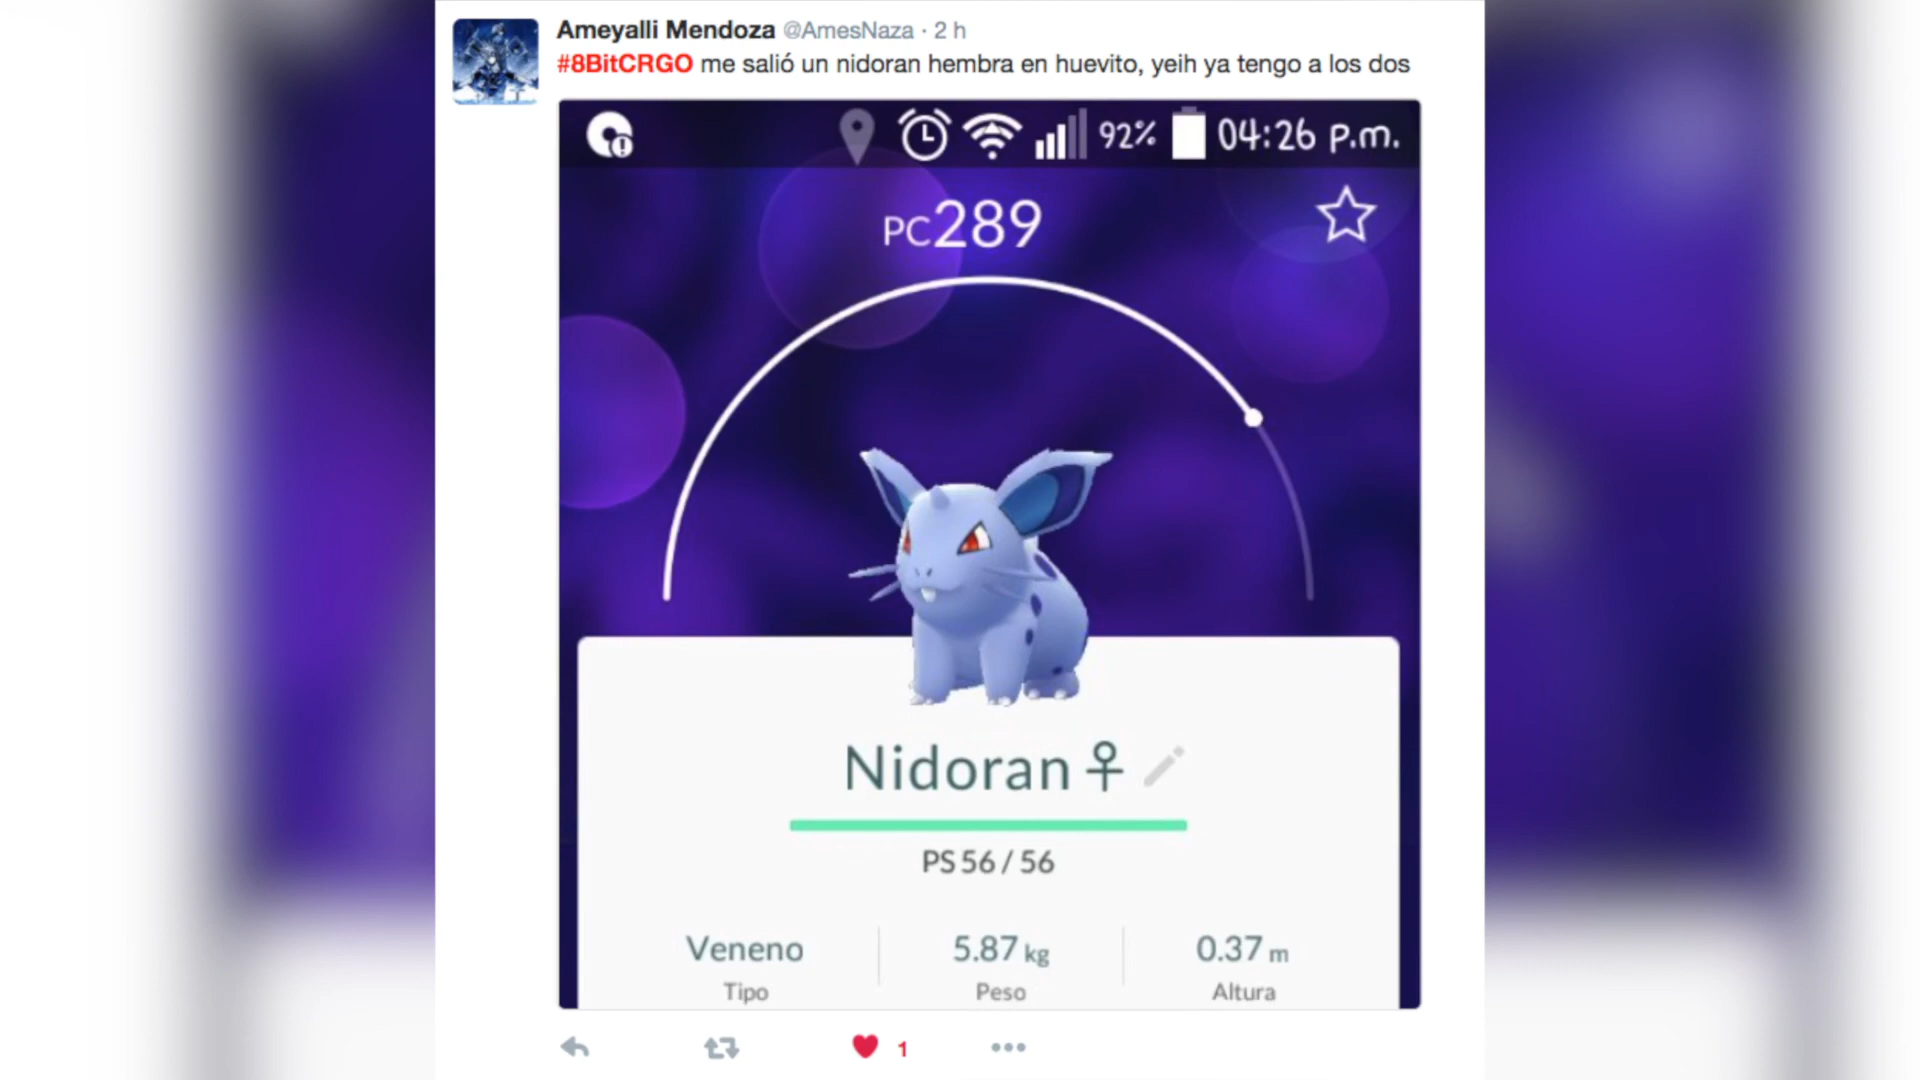 Ameyalli Mendoza @AmesNaza · 2 h
#8BitCRGO me salió un nidoran hembra en huevito, yeih ya tengo a los dos
92% 04:26 p.m.
PC289
Nidoran♀
PS 56 / 56
Veneno 5.87 kg 0.37 m
Tipo Peso Altura
1